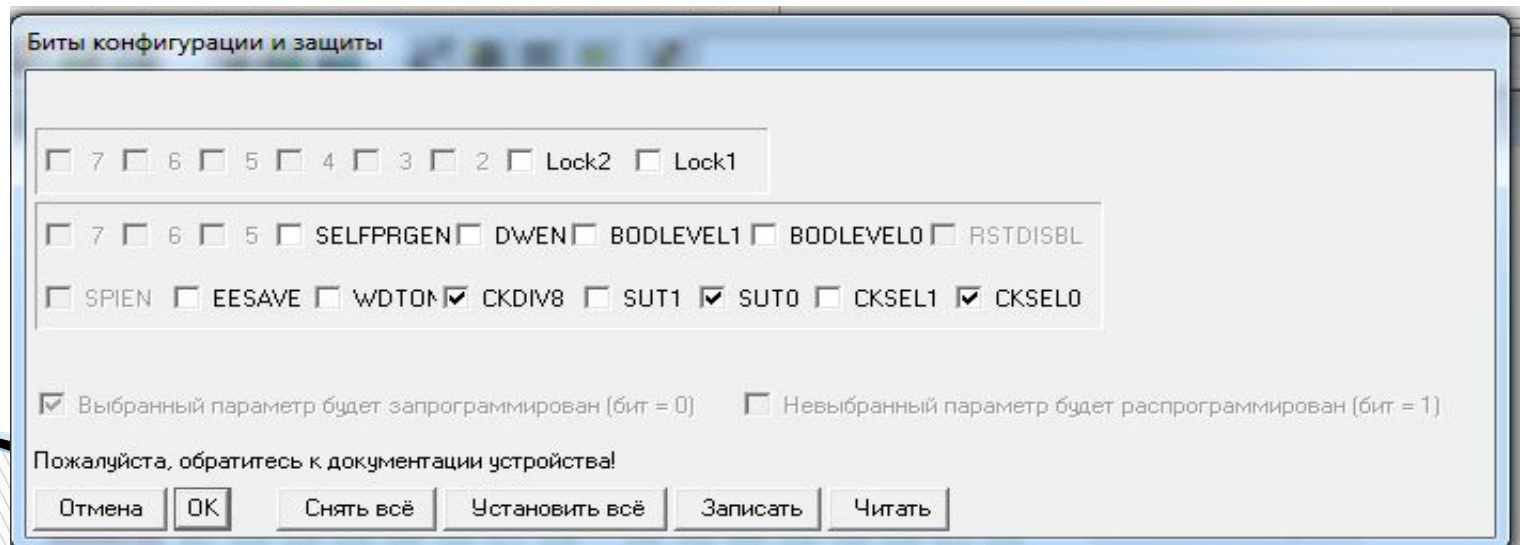 Биты конфигурации и защиты
7 6 5 4 3 2 Lock2 Lock1
7 6 5 SELFPRGEN DWEN BODLEVEL1 BODLEVEL0 RSTDISBL
SPIEN EESAVE WDTON CKDIV8 SUT1 SUT0 CKSEL1 CKSEL0
Выбранный параметр будет запрограммирован (бит = 0) Невыбранный параметр будет распрограммирован (бит = 1)
Пожалуйста, обратитесь к документации устройства!
Отмена OK Снять всё Установить всё Записать Читать